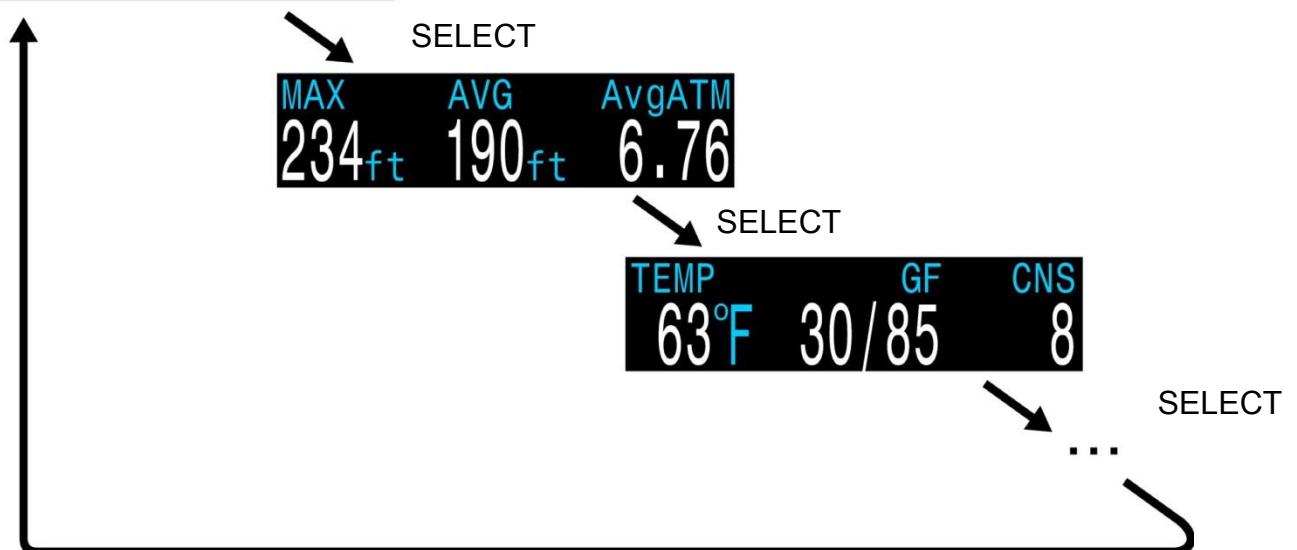 SELECT
MAX AVG AvgATM
234ft 190ft 6.76
SELECT
TEMP GF CNS
63°F 30/85 8
SELECT
...